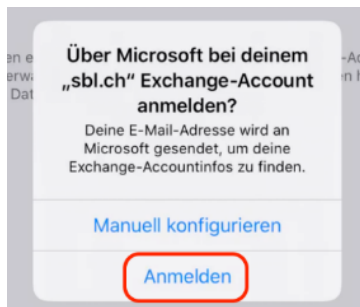 Über Microsoft bei deinem
„sbl.ch“ Exchange-Account
anmelden?
Deine E-Mail-Adresse wird an
Microsoft gesendet, um deine
Exchange-Accountinfos zu finden.
Manuell konfigurieren
Anmelden